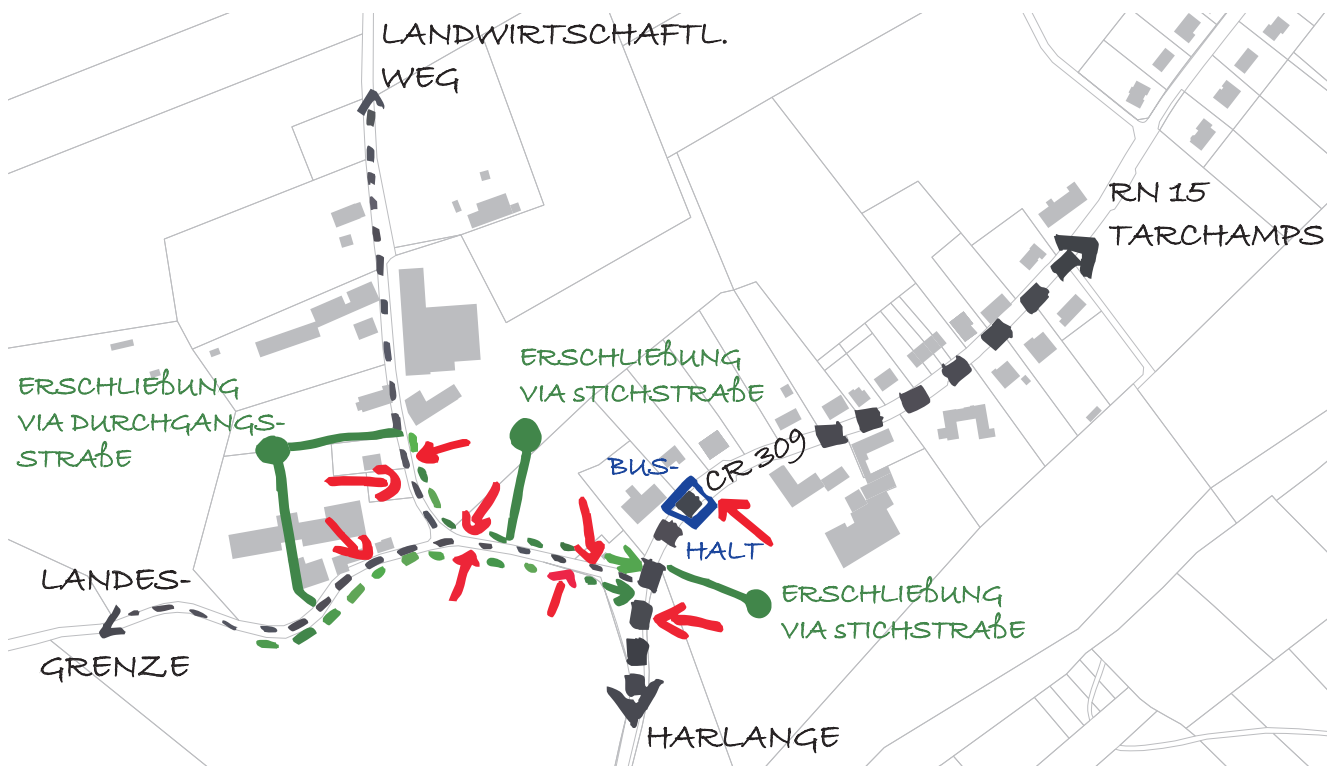 LANDWIRTSCHAFTL.
WEG
RN 15
TARCHAMPS
ERSCHLIEßUNG
VIA STICHSTRAßE
ERSCHLIEßUNG
VIA DURCHGANGS-
STRAßE
CR 309
BUS-
HALT
LANDES-
GRENZE
ERSCHLIEßUNG
VIA STICHSTRAßE
HARLANGE